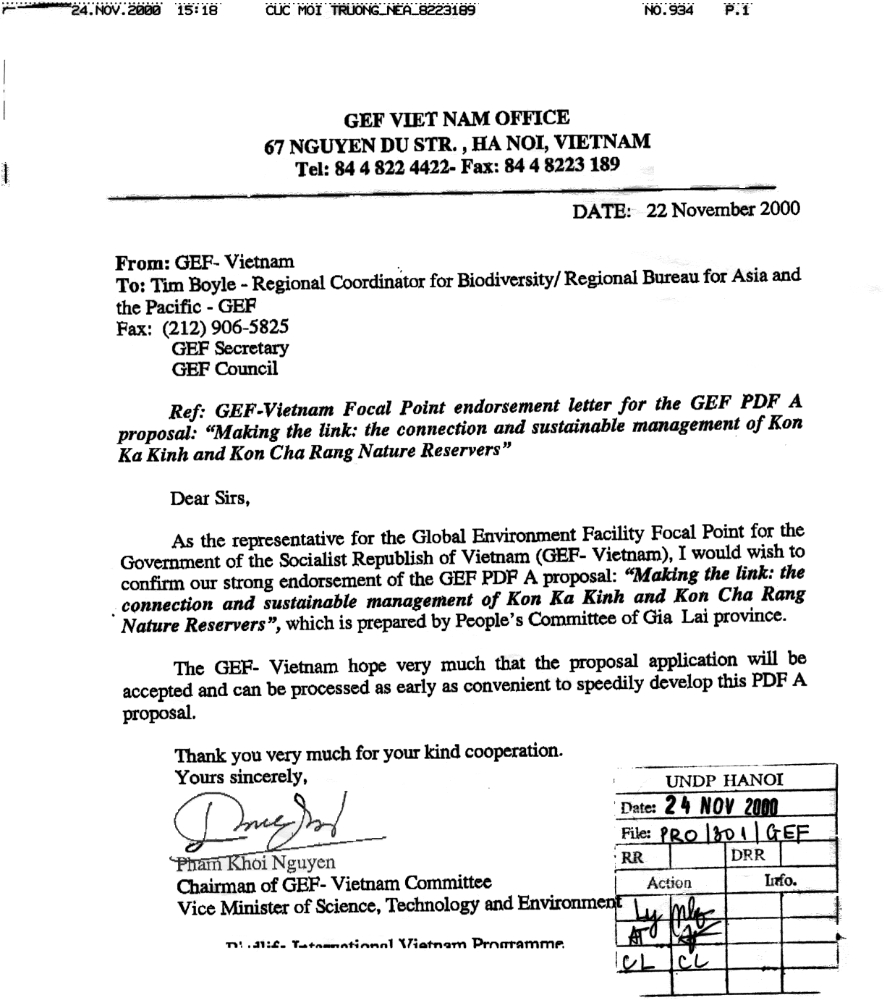 24.NOV.2000 15:18 CUC MOI TRUONG_NEA_8223189 NO.934 P.1
GEF VIET NAM OFFICE
67 NGUYEN DU STR. , HA NOI, VIETNAM
Tel: 84 4 822 4422- Fax: 84 4 8223 189
DATE: 22 November 2000
From: GEF- Vietnam
To: Tim Boyle - Regional Coordinator for Biodiversity/ Regional Bureau for Asia and
the Pacific - GEF
Fax: (212) 906-5825
GEF Secretary
GEF Council
Ref: GEF-Vietnam Focal Point endorsement letter for the GEF PDF A
proposal: “Making the link: the connection and sustainable management of Kon
Ka Kinh and Kon Cha Rang Nature Reservers”
Dear Sirs,
As the representative for the Global Environment Facility Focal Point for the
Government of the Socialist Republish of Vietnam (GEF- Vietnam), I would wish to
confirm our strong endorsement of the GEF PDF A proposal: “Making the link: the
connection and sustainable management of Kon Ka Kinh and Kon Cha Rang
Nature Reservers”, which is prepared by People’s Committee of Gia Lai province.
The GEF- Vietnam hope very much that the proposal application will be
accepted and can be processed as early as convenient to speedily develop this PDF A
proposal.
Thank you very much for your kind cooperation.
Yours sincerely,
Pham Khoi Nguyen
Chairman of GEF- Vietnam Committee
Vice Minister of Science, Technology and Environment
International Vietnam Programme
UNDP HANOI
Date: 24 NOV 2000
File: PRO/301/GEF
RR DRR
Action Info.
Ly
AT
CL CL